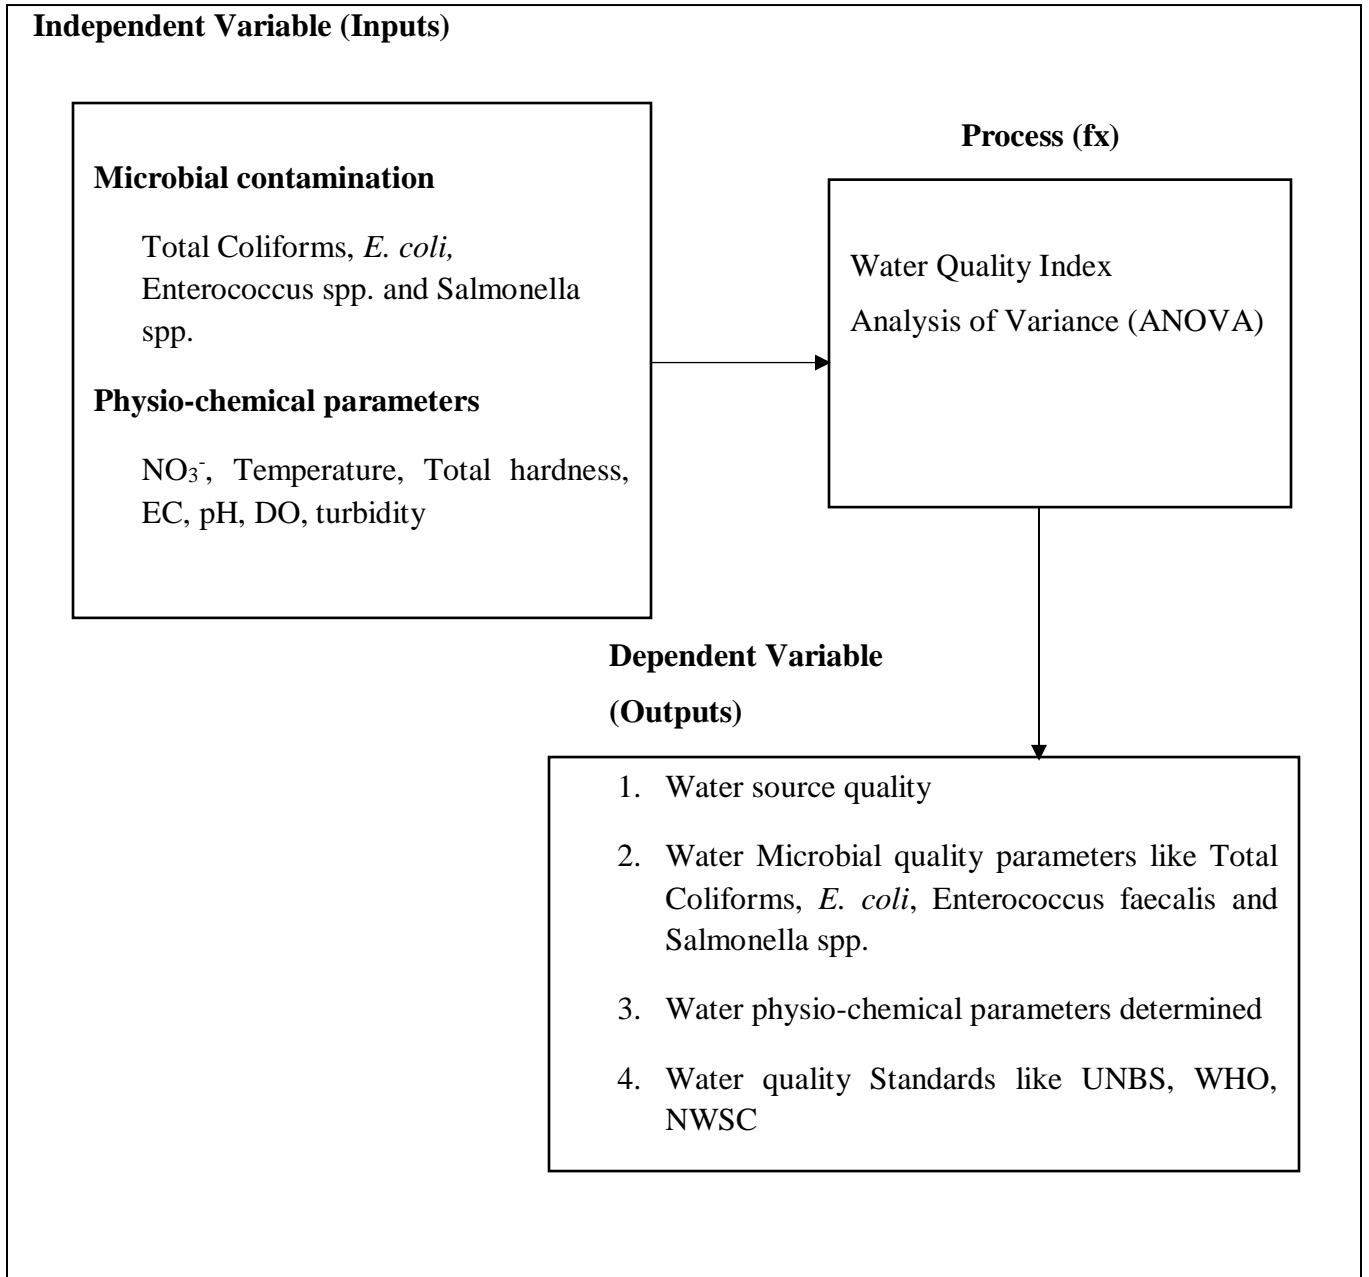 Independent Variable (Inputs)
Microbial contamination
Total Coliforms, E. coli,
Enterococcus spp. and Salmonella
spp.
Physio-chemical parameters
NO₃⁻, Temperature, Total hardness,
EC, pH, DO, turbidity
Process (fx)
Water Quality Index
Analysis of Variance (ANOVA)
Dependent Variable
(Outputs)
1. Water source quality
2. Water Microbial quality parameters like Total
Coliforms, E. coli, Enterococcus faecalis and
Salmonella spp.
3. Water physio-chemical parameters determined
4. Water quality Standards like UNBS, WHO,
NWSC